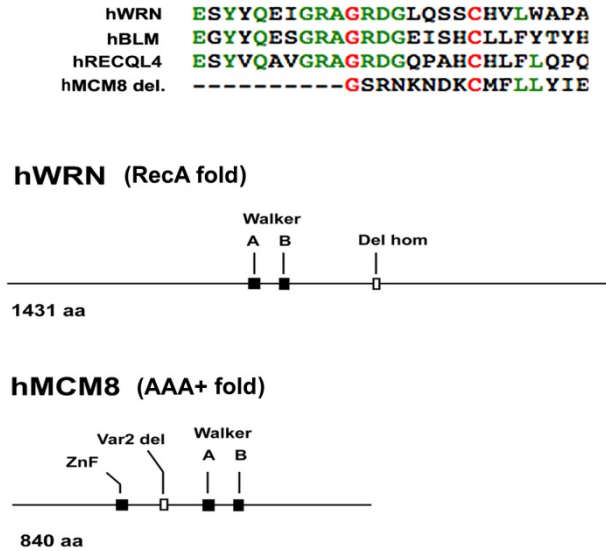 hWRN ESYYQEIGRAGRDGLQSSCHVLWAPA
hBLM EGYYQESGRAGRDGEISHCLLFYTYH
hRECQL4 ESYVQAVGRAGRDGQPAHCHLFLQPQ
hMCM8 del. ----------GSRNKNDKCMFLLYIE
hWRN (RecA fold)
Walker
A B Del hom
1431 aa
hMCM8 (AAA+ fold)
Var2 del Walker
ZnF A B
840 aa